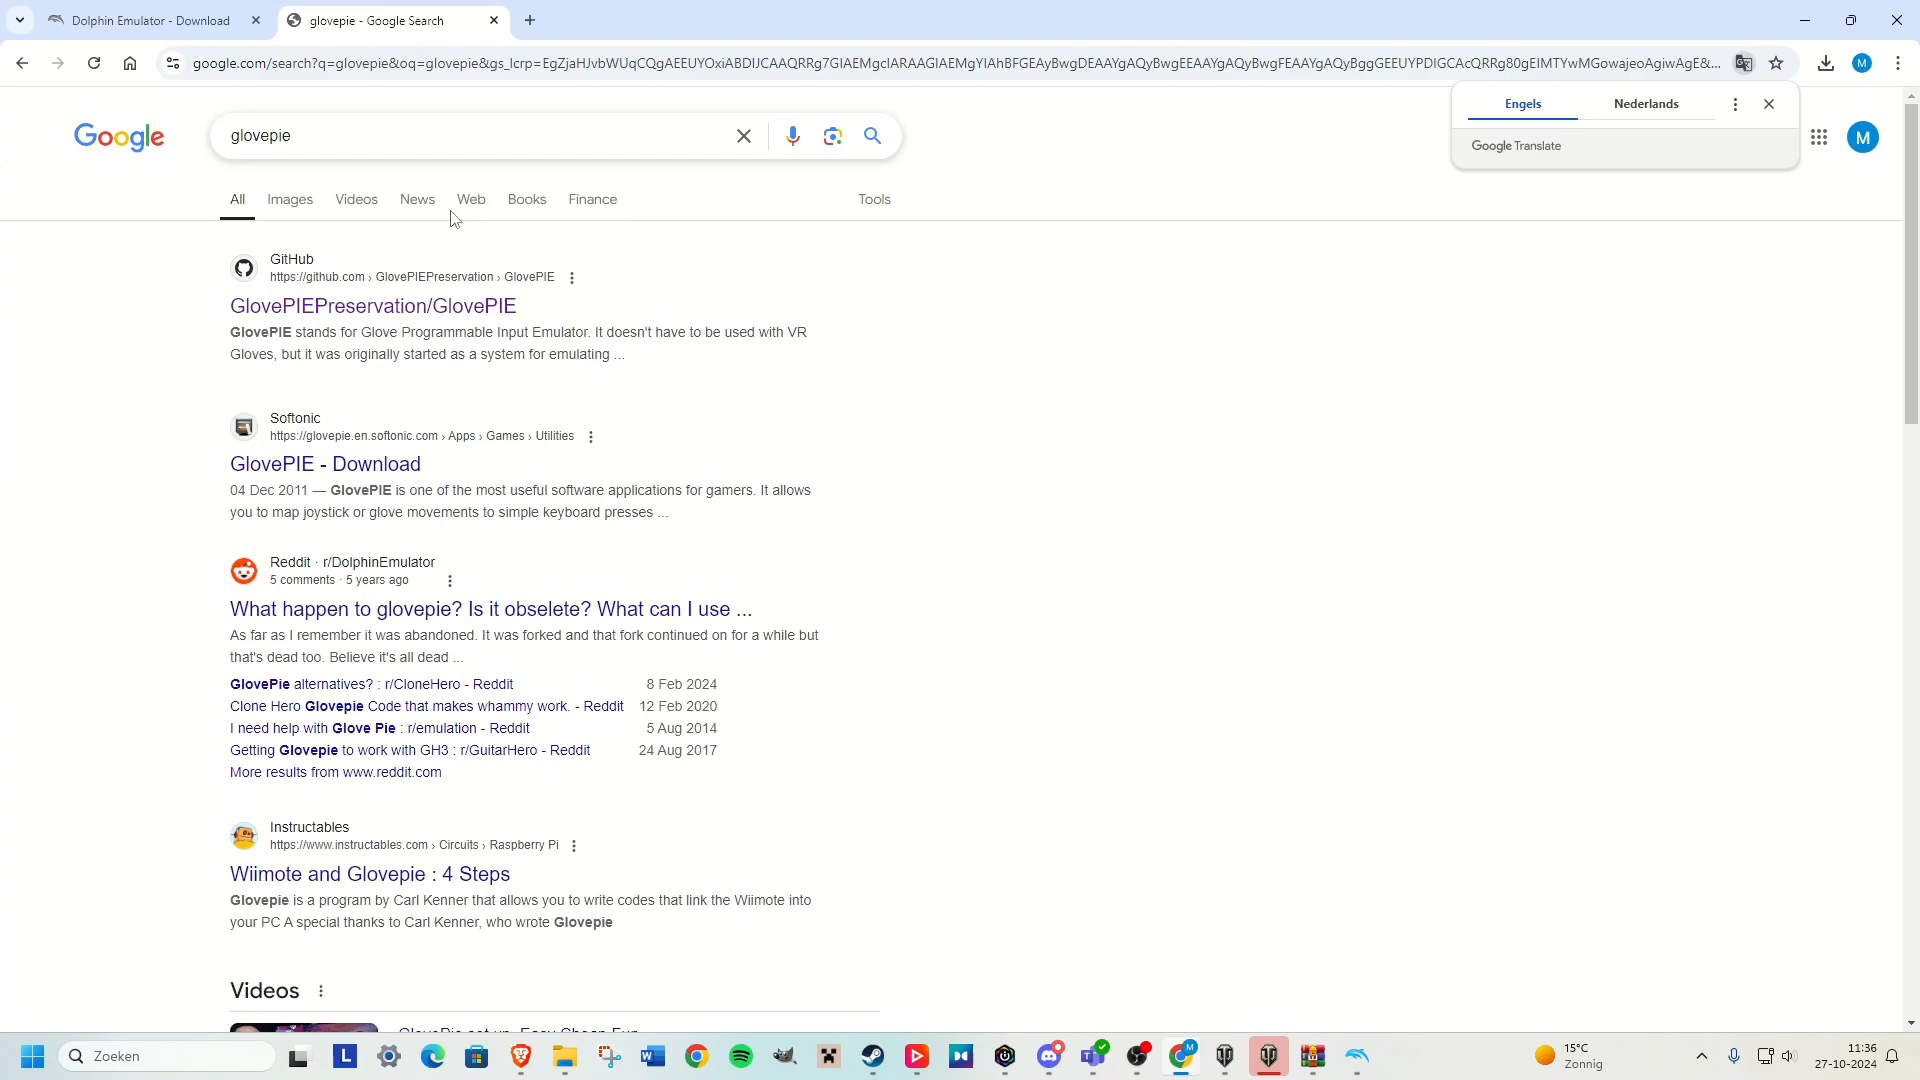 Dolphin Emulator - Download
glovepie - Google Search
google.com/search?q=glovepie&oq=glovepie&gs_lcrp=EgZjaHJvbWUqCQgAEEUYOxiABDIJCAAQRRg7GIAEMgcIARAAGIAEMgYIAhBFGEAyBwgDEAAYgAQyBwgEEAAYgAQyBwgFEAAYgAQyBggGEEUYPDIGCAcQRRg80gEIMTYwMGowajeoAgiwAgE&...
Engels
Nederlands
Google Translate
Google
glovepie
M
All
Images
Videos
News
Web
Books
Finance
Tools
GitHub
https://github.com › GlovePIEPreservation › GlovePIE
GlovePIEPreservation/GlovePIE
GlovePIE stands for Glove Programmable Input Emulator. It doesn't have to be used with VR
Gloves, but it was originally started as a system for emulating ...
Softonic
https://glovepie.en.softonic.com › Apps › Games › Utilities
GlovePIE - Download
04 Dec 2011 — GlovePIE is one of the most useful software applications for gamers. It allows
you to map joystick or glove movements to simple keyboard presses ...
Reddit · r/DolphinEmulator
5 comments · 5 years ago
What happen to glovepie? Is it obselete? What can I use ...
As far as I remember it was abandoned. It was forked and that fork continued on for a while but
that's dead too. Believe it's all dead ...
GlovePie alternatives? : r/CloneHero - Reddit 8 Feb 2024
Clone Hero Glovepie Code that makes whammy work. - Reddit 12 Feb 2020
I need help with Glove Pie : r/emulation - Reddit 5 Aug 2014
Getting Glovepie to work with GH3 : r/GuitarHero - Reddit 24 Aug 2017
More results from www.reddit.com
Instructables
https://www.instructables.com › Circuits › Raspberry Pi
Wiimote and Glovepie : 4 Steps
Glovepie is a program by Carl Kenner that allows you to write codes that link the Wiimote into
your PC A special thanks to Carl Kenner, who wrote Glovepie
Videos
Zoeken
15°C
Zonnig
11:36
27-10-2024